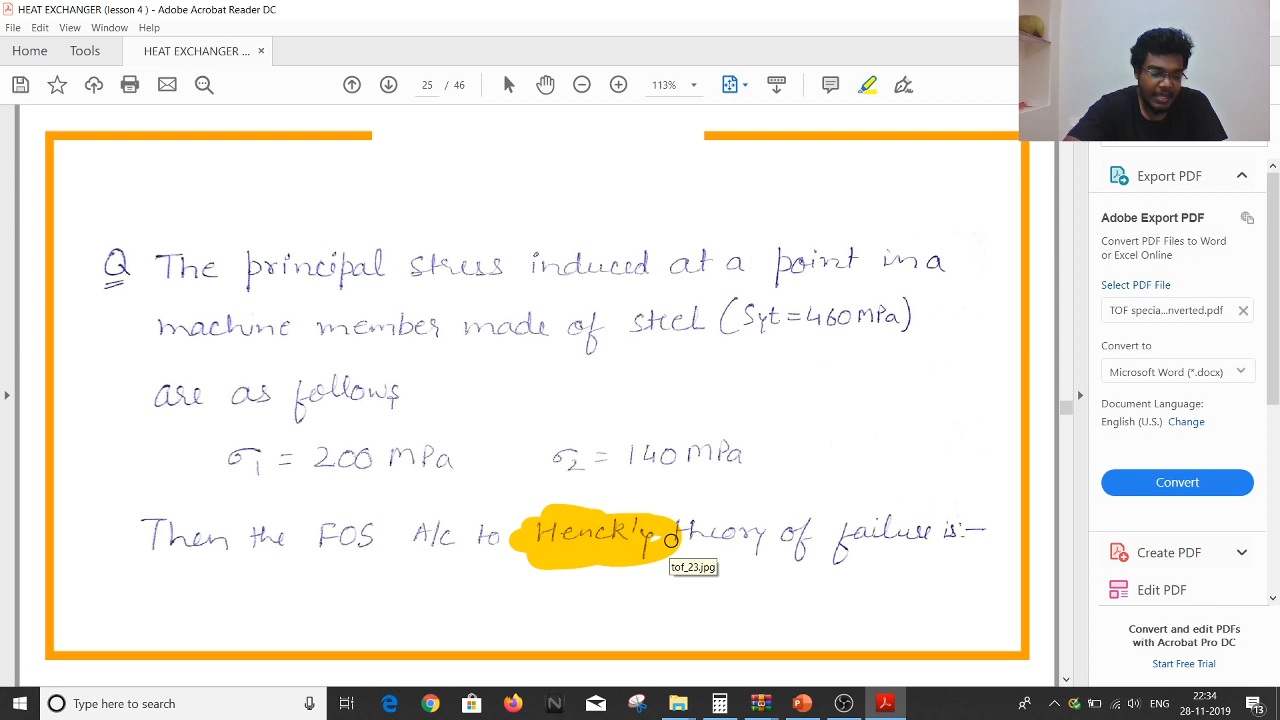 HEAT EXCHANGER (lesson 4 ) - Adobe Acrobat Reader DC
File Edit View Window Help
Home Tools HEAT EXCHANGER ... ×
25 / 46 113%
Q The principal stress induced at a point in a
machine member made of steel (Syt = 460 MPa)
are as follows
σ1 = 200 MPa σ2 = 140 MPa
Then the FOS A/c to Henck'y theory of failure is:-
tof_23.jpg
Export PDF
Adobe Export PDF
Convert PDF Files to Word
or Excel Online
Select PDF File
TOF specia...nverted.pdf
Convert to
Microsoft Word (*.docx)
Document Language:
English (U.S.) Change
Convert
Create PDF
Edit PDF
Convert and edit PDFs
with Acrobat Pro DC
Start Free Trial
Type here to search
ENG
22:34
28-11-2019